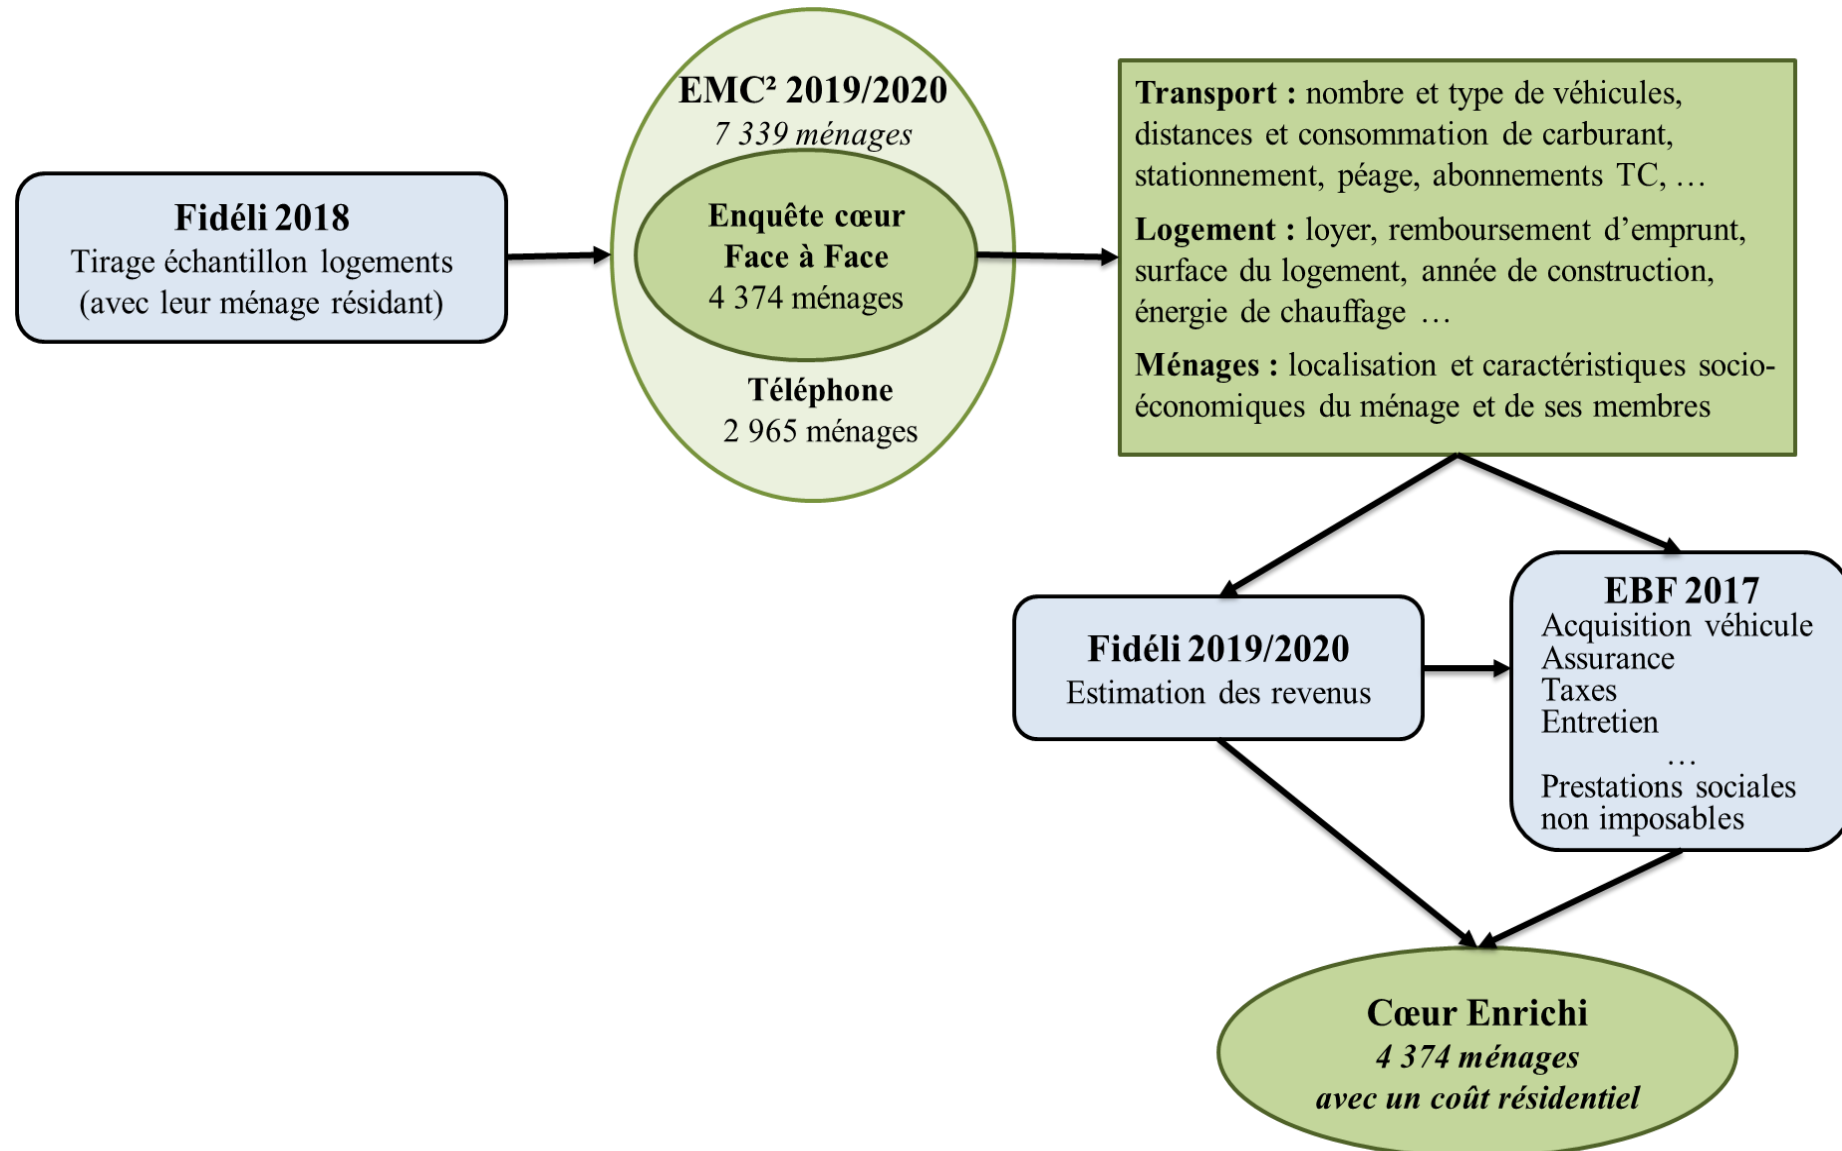 Fidéli 2018
Tirage échantillon logements
(avec leur ménage résidant)
EMC² 2019/2020
7 339 ménages
Enquête cœur
Face à Face
4 374 ménages
Téléphone
2 965 ménages
Transport : nombre et type de véhicules,
distances et consommation de carburant,
stationnement, péage, abonnements TC, …
Logement : loyer, remboursement d’emprunt,
surface du logement, année de construction,
énergie de chauffage …
Ménages : localisation et caractéristiques socio-
économiques du ménage et de ses membres
Fidéli 2019/2020
Estimation des revenus
EBF 2017
Acquisition véhicule
Assurance
Taxes
Entretien
…
Prestations sociales
non imposables
Cœur Enrichi
4 374 ménages
avec un coût résidentiel